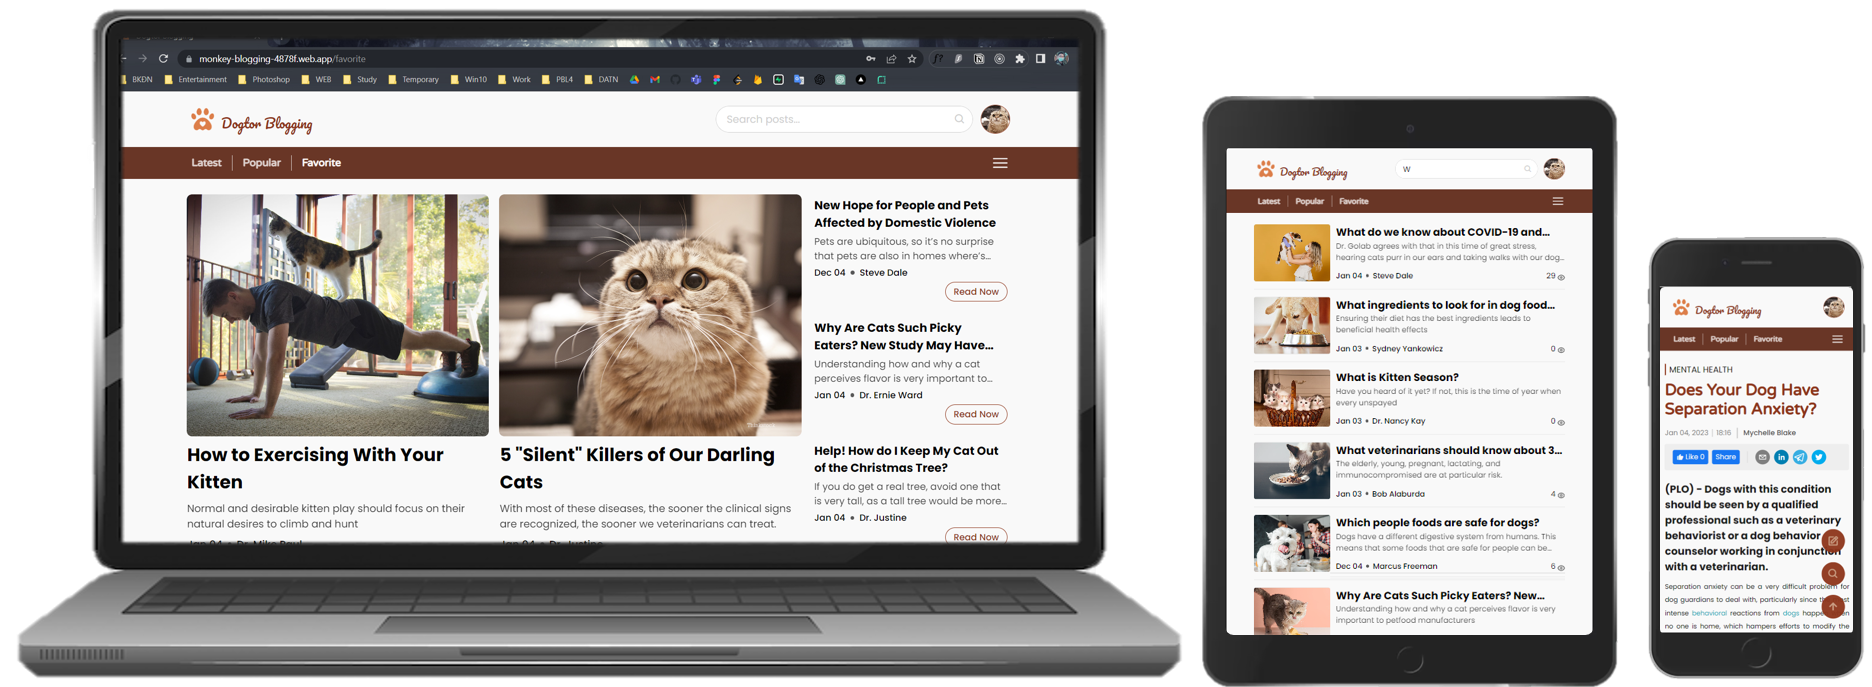 monkey-blogging-4878f.web.app/favorite
BKĐN Entertainment Photoshop WEB Study Temporary Win10 Work PBL4 DATN
Dogtor Blogging
Search posts...
Latest Popular Favorite
How to Exercising With Your
Kitten
Normal and desirable kitten play should focus on their
natural desires to climb and hunt
5 "Silent" Killers of Our Darling
Cats
With most of these diseases, the sooner the clinical signs
are recognized, the sooner we veterinarians can treat.
New Hope for People and Pets
Affected by Domestic Violence
Pets are ubiquitous, so it's no surprise
that pets are also in homes where's...
Dec 04 • Steve Dale
Read Now
Why Are Cats Such Picky
Eaters? New Study May Have...
Understanding how and why a cat
perceives flavor is very important to...
Jan 04 • Dr. Ernie Ward
Read Now
Help! How do I Keep My Cat Out
of the Christmas Tree?
If you do get a real tree, avoid one that
is very tall, as a tall tree would be more...
Jan 04 • Dr. Justine
Read Now
Dogtor Blogging
W
Latest Popular Favorite
What do we know about COVID-19 and...
Dr. Golab agrees with that in this time of great stress,
hearing cats purr in our ears and taking walks with our dog...
Jan 04 • Steve Dale 29
What ingredients to look for in dog food...
Ensuring their diet has the best ingredients leads to
beneficial health effects
Jan 03 • Sydney Yankowicz 0
What is Kitten Season?
Have you heard of it yet? If not, this is the time of year when
every unspayed
Jan 03 • Dr. Nancy Kay 0
What veterinarians should know about 3...
The elderly, young, pregnant, lactating, and
immunocompromised are at particular risk.
Jan 03 • Bob Alaburda 4
Which people foods are safe for dogs?
Dogs have a different digestive system from humans. This
means that some foods that are safe for people can be...
Dec 04 • Marcus Freeman 6
Why Are Cats Such Picky Eaters? New...
Understanding how and why a cat perceives flavor is very
important to petfood manufacturers
Dogtor Blogging
Latest Popular Favorite
MENTAL HEALTH
Does Your Dog Have
Separation Anxiety?
Jan 04, 2023 | 18:16 | Mychelle Blake
Like 0 Share
(PLO) - Dogs with this condition
should be seen by a qualified
professional such as a veterinary
behaviorist or a dog behavior
counselor working in conjunction
with a veterinarian.
Separation anxiety can be a very difficult problem for
dog guardians to deal with, particularly since
intense behavioral reactions from dogs
no one is home, which hampers efforts to modify the